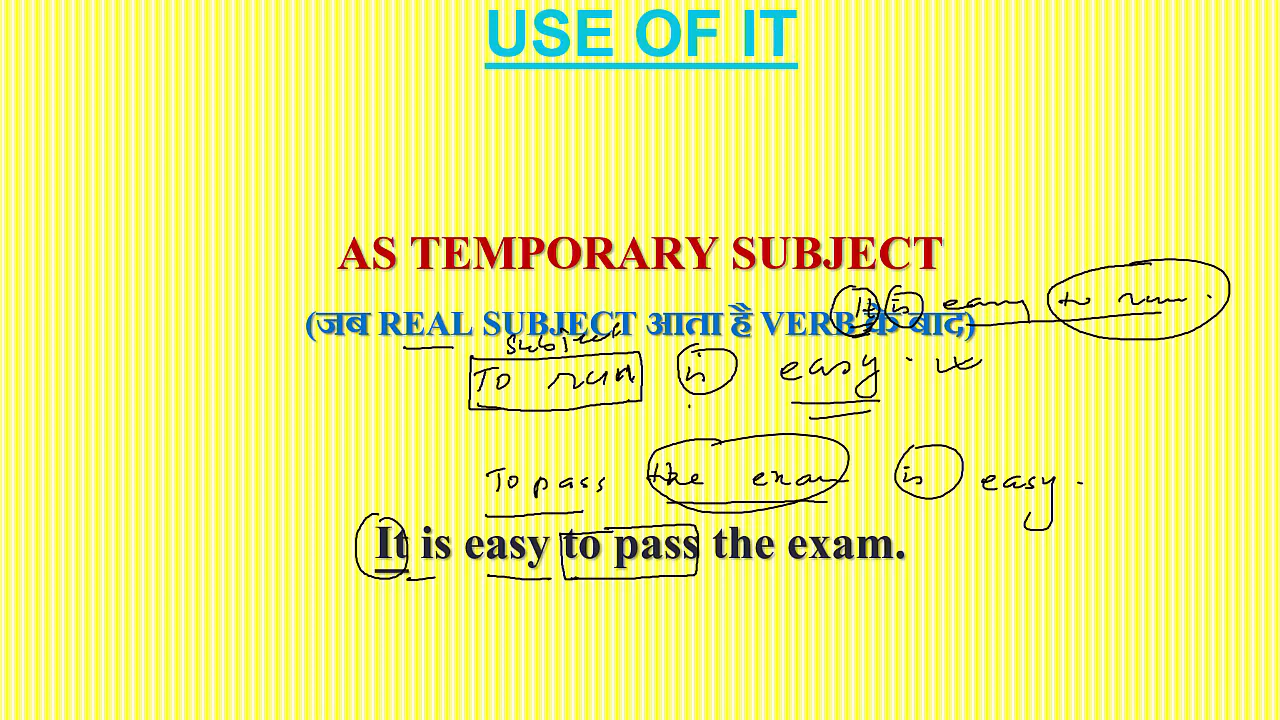 USE OF IT
AS TEMPORARY SUBJECT
It is easy to run.
(जब REAL SUBJECT आता है VERB के बाद)
Subject
To run is easy.
To pass the exam is easy.
It is easy to pass the exam.